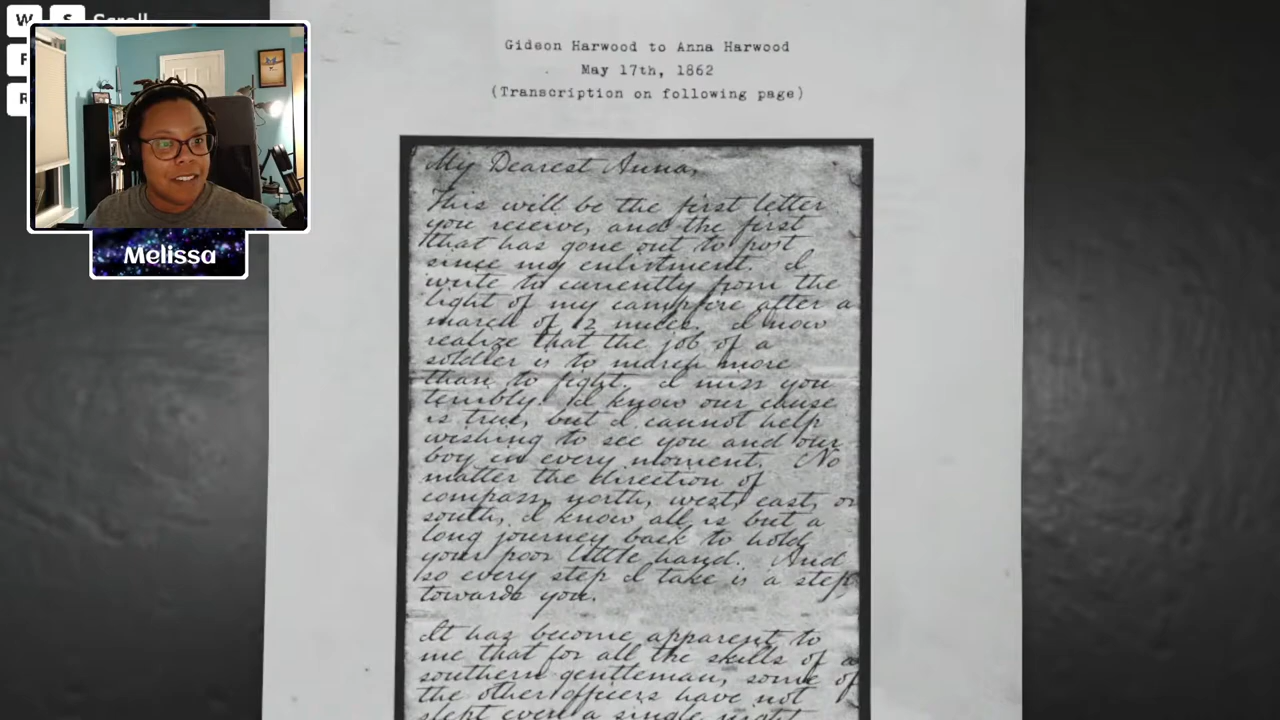 W S Scroll
F
R
Melissa
Gideon Harwood to Anna Harwood
May 17th, 1862
(Transcription on following page)
My Dearest Anna,
This will be the first letter
you reseive, and the first
that has gone out to post
since my enlistment. I
write to currently from the
light of my campfire after a
march of 12 miles. I now
realize that the job of a
soldier is to march more
than to fight. I miss you
terribly. I know our cause
is true, but I cannot help
wishing to see you and our
boy in every moment. No
matter the direction of
compass, north, west, east, or
south, I know all is but a
long journey back to hold
your poor little hand. And
so every step I take is a step
towards you.
It has become apparent to
me that for all the skills of a
southern gentleman, some of
the other officers have not
slept even a single night